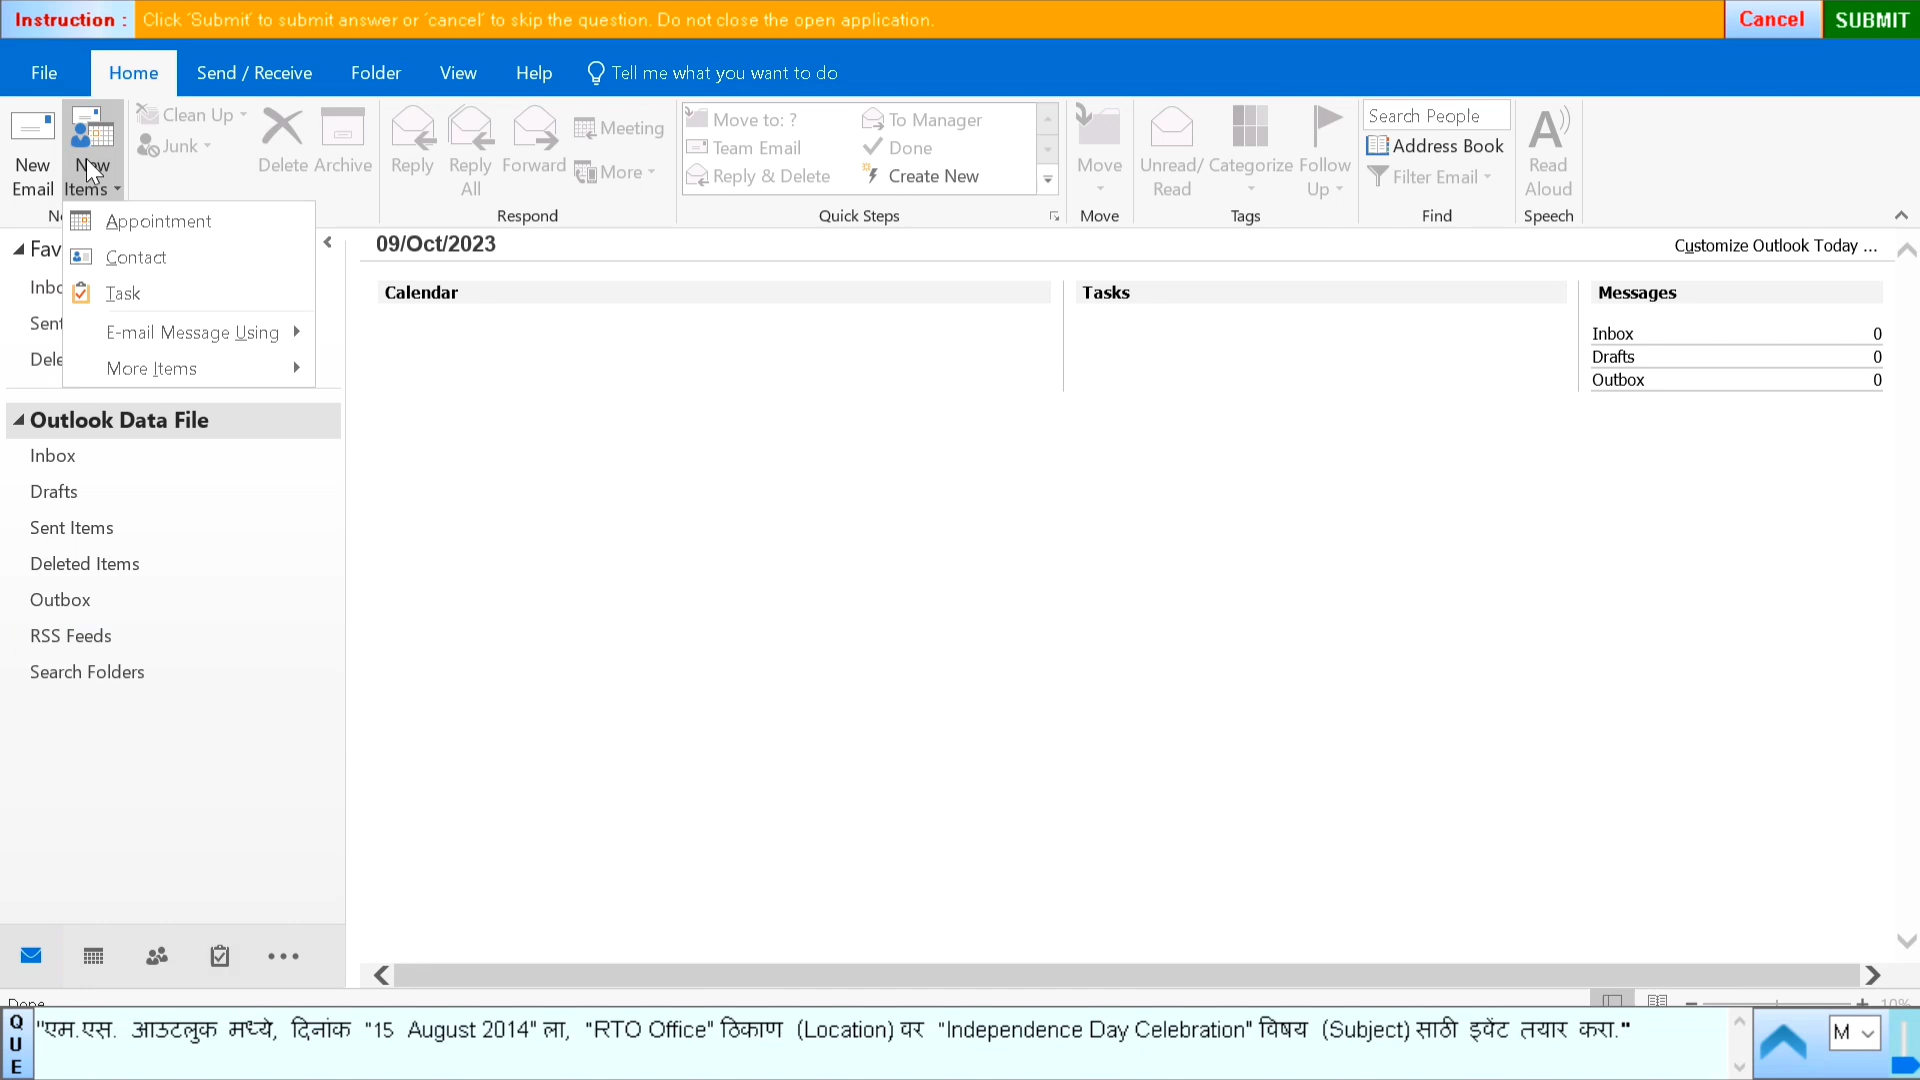 Instruction : Click 'Submit' to submit answer or 'cancel' to skip the question. Do not close the open application. Cancel SUBMIT
File Home Send / Receive Folder View Help Tell me what you want to do
New Email
New Items
Clean Up
Junk
Delete Archive
Reply Reply All Forward
Meeting
More
Respond
Move to: ? To Manager
Team Email Done
Reply & Delete Create New
Quick Steps
Move
Move
Unread/ Read Categorize Follow Up
Tags
Search People
Address Book
Filter Email
Find
Read Aloud
Speech
Appointment
Contact
Task
E-mail Message Using
More Items
Outlook Data File
Inbox
Drafts
Sent Items
Deleted Items
Outbox
RSS Feeds
Search Folders
09/Oct/2023 Customize Outlook Today ...
Calendar Tasks Messages
Inbox 0
Drafts 0
Outbox 0
10%
QUE
"एम.एस. आउटलुक मध्ये, दिनांक "15 August 2014" ला, "RTO Office" ठिकाण (Location) वर "Independence Day Celebration" विषय (Subject) साठी इव्हेंट तयार करा."
M